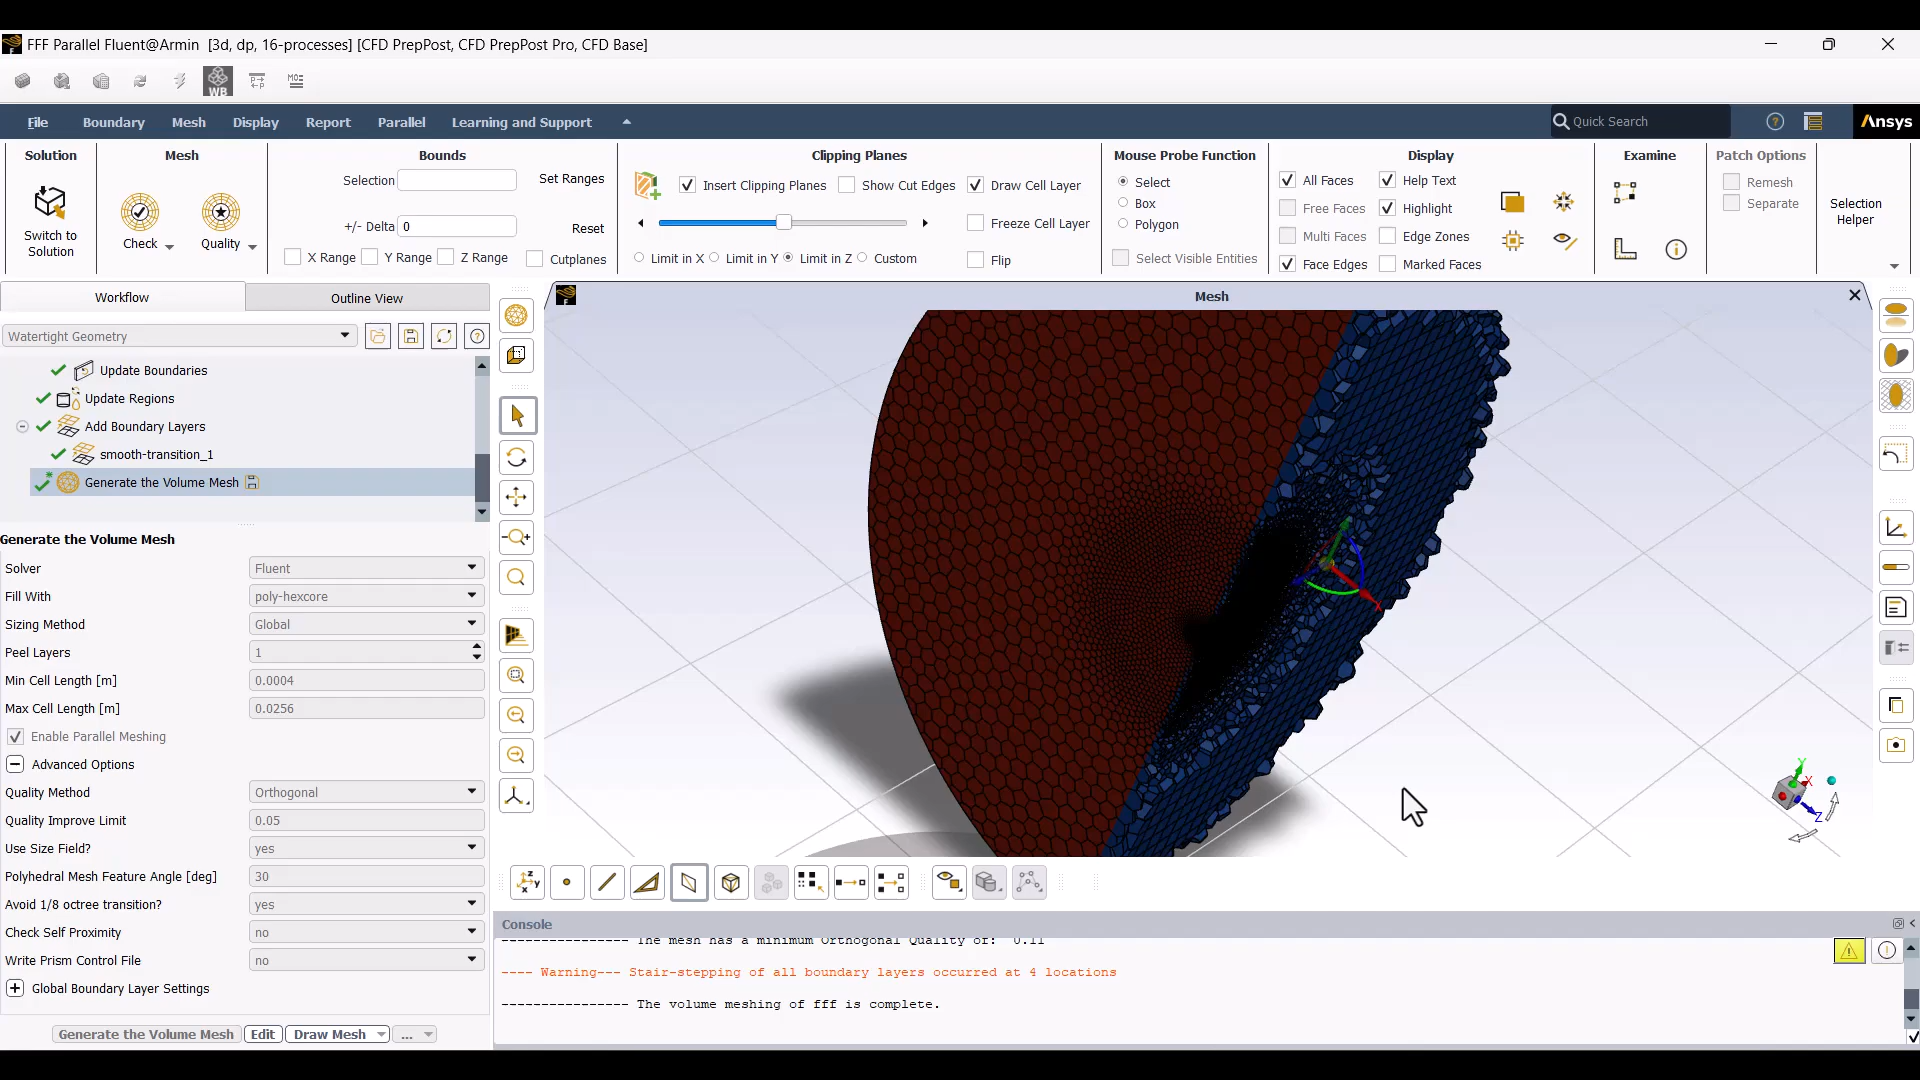 FFF Parallel Fluent@Armin [3d, dp, 16-processes] [CFD PrepPost, CFD PrepPost Pro, CFD Base]
WB
File Boundary Mesh Display Report Parallel Learning and Support Quick Search Ansys
Solution Mesh Bounds Clipping Planes Mouse Probe Function Display Examine Patch Options
Selection Set Ranges Insert Clipping Planes Show Cut Edges Draw Cell Layer Select All Faces Help Text Remesh
Box Free Faces Highlight Separate
+/- Delta 0 Reset Freeze Cell Layer Polygon Multi Faces Edge Zones
Switch to Solution Check Quality Selection Helper
X Range Y Range Z Range Cutplanes Limit in X Limit in Y Limit in Z Custom Flip Select Visible Entities Face Edges Marked Faces
Workflow Outline View Mesh
Watertight Geometry
Update Boundaries
Update Regions
Add Boundary Layers
smooth-transition_1
Generate the Volume Mesh
Generate the Volume Mesh
Solver Fluent
Fill With poly-hexcore
Sizing Method Global
Peel Layers 1
Min Cell Length [m] 0.0004
Max Cell Length [m] 0.0256
Enable Parallel Meshing
Advanced Options
Quality Method Orthogonal
Quality Improve Limit 0.05
Use Size Field? yes
Polyhedral Mesh Feature Angle [deg] 30
Avoid 1/8 octree transition? yes
Check Self Proximity no
Write Prism Control File no
Global Boundary Layer Settings
Generate the Volume Mesh Edit Draw Mesh ...
X
Y
X
Z
Console
---------------- The mesh has a minimum Orthogonal Quality of: 0.11
---- Warning--- Stair-stepping of all boundary layers occurred at 4 locations
---------------- The volume meshing of fff is complete.